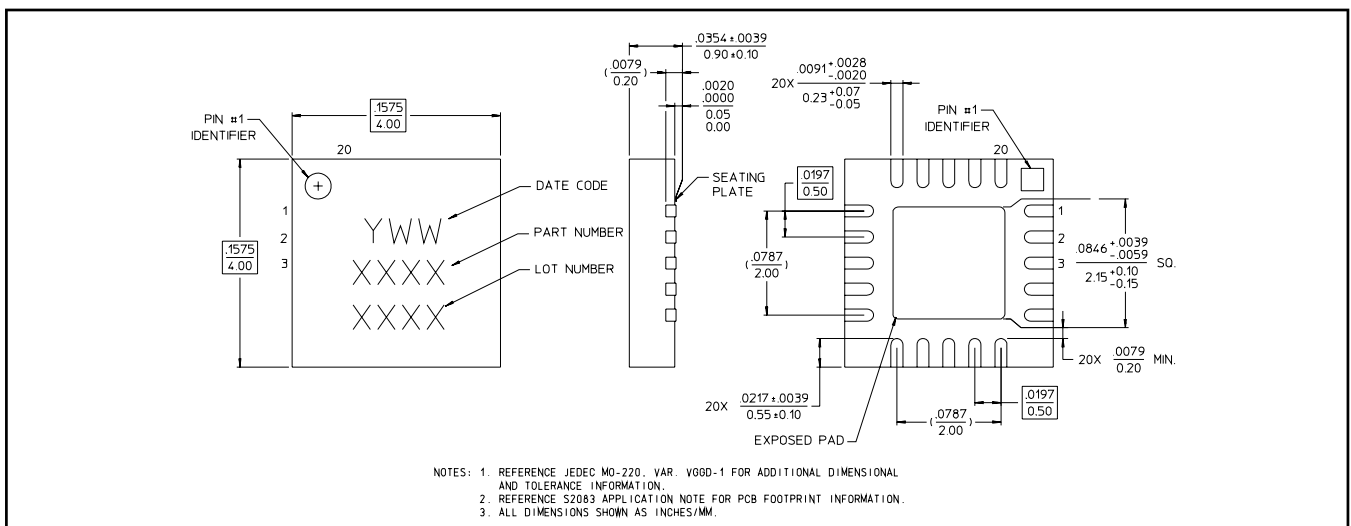 .0354±.0039
0.90±0.10
(.0079
0.20)
.0020
.0000
0.05
0.00
.1575
4.00
PIN #1
IDENTIFIER
20
1
2
3
.1575
4.00
YWW
XXXX
XXXX
DATE CODE
PART NUMBER
LOT NUMBER
SEATING
PLATE
20X .0091+.0028
-.0020
0.23+0.07
-0.05
PIN #1
IDENTIFIER
20
.0197
0.50
(.0787
2.00)
1
2
3
.0846+.0039
-.0059 SQ.
2.15+0.10
-0.15
20X .0079 MIN.
0.20
20X .0217±.0039
0.55±0.10
(.0787
2.00)
.0197
0.50
EXPOSED PAD
NOTES: 1. REFERENCE JEDEC MO-220, VAR. VGGD-1 FOR ADDITIONAL DIMENSIONAL
AND TOLERANCE INFORMATION.
2. REFERENCE S2083 APPLICATION NOTE FOR PCB FOOTPRINT INFORMATION.
3. ALL DIMENSIONS SHOWN AS INCHES/MM.